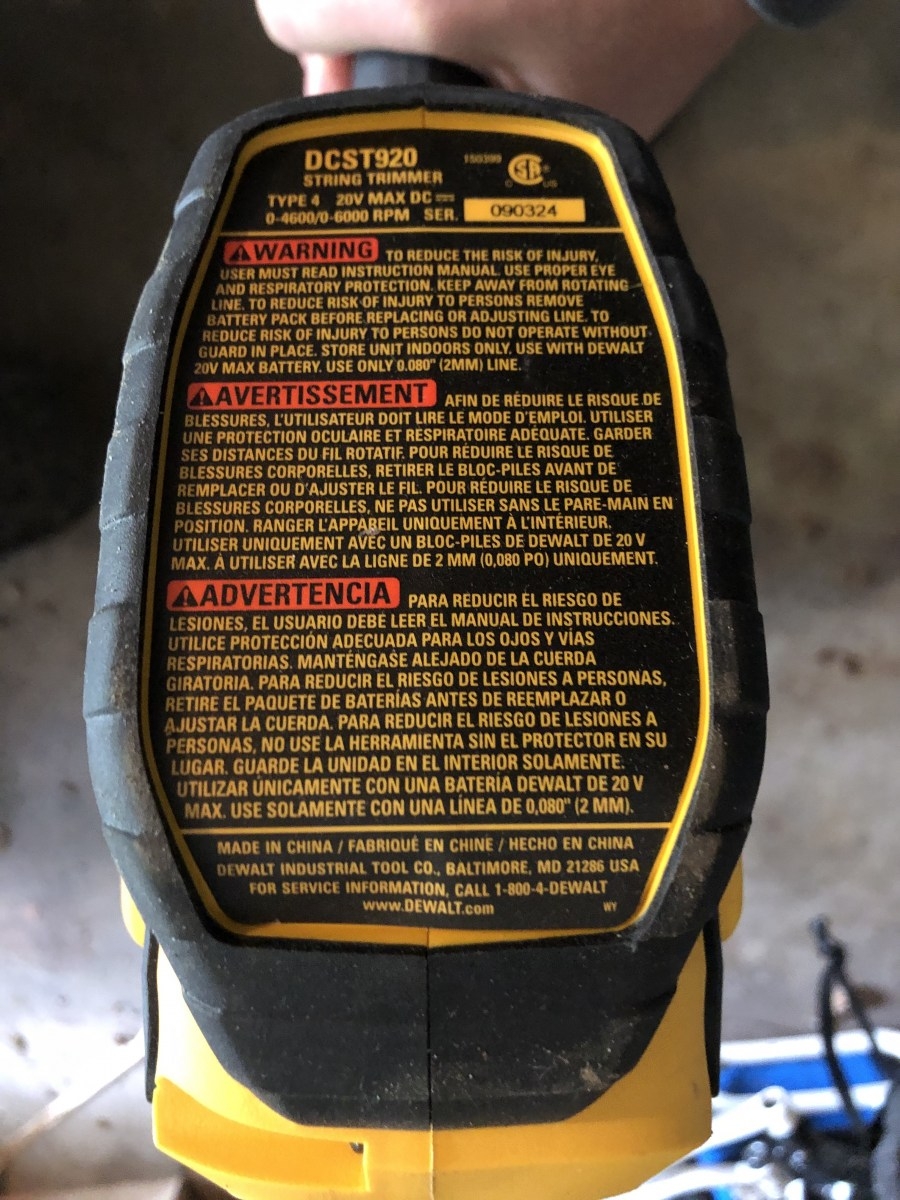 DCST920
STRING TRIMMER
150399
C SA® US
TYPE 4 20V MAX DC
0-4600/0-6000 RPM SER. 090324
WARNING TO REDUCE THE RISK OF INJURY,
USER MUST READ INSTRUCTION MANUAL. USE PROPER EYE
AND RESPIRATORY PROTECTION. KEEP AWAY FROM ROTATING
LINE. TO REDUCE RISK OF INJURY TO PERSONS REMOVE
BATTERY PACK BEFORE REPLACING OR ADJUSTING LINE. TO
REDUCE RISK OF INJURY TO PERSONS DO NOT OPERATE WITHOUT
GUARD IN PLACE. STORE UNIT INDOORS ONLY. USE WITH DEWALT
20V MAX BATTERY. USE ONLY 0.080" (2MM) LINE.
AVERTISSEMENT AFIN DE RÉDUIRE LE RISQUE DE
BLESSURES, L'UTILISATEUR DOIT LIRE LE MODE D'EMPLOI. UTILISER
UNE PROTECTION OCULAIRE ET RESPIRATOIRE ADÉQUATE. GARDER
SES DISTANCES DU FIL ROTATIF. POUR RÉDUIRE LE RISQUE DE
BLESSURES CORPORELLES, RETIRER LE BLOC-PILES AVANT DE
REMPLACER OU D'AJUSTER LE FIL. POUR RÉDUIRE LE RISQUE DE
BLESSURES CORPORELLES, NE PAS UTILISER SANS LE PARE-MAIN EN
POSITION. RANGER L'APPAREIL UNIQUEMENT À L'INTÉRIEUR.
UTILISER UNIQUEMENT AVEC UN BLOC-PILES DE DEWALT DE 20 V
MAX. À UTILISER AVEC LA LIGNE DE 2 MM (0,080 PO) UNIQUEMENT.
ADVERTENCIA PARA REDUCIR EL RIESGO DE
LESIONES, EL USUARIO DEBE LEER EL MANUAL DE INSTRUCCIONES.
UTILICE PROTECCIÓN ADECUADA PARA LOS OJOS Y VÍAS
RESPIRATORIAS. MANTÉNGASE ALEJADO DE LA CUERDA
GIRATORIA. PARA REDUCIR EL RIESGO DE LESIONES A PERSONAS,
RETIRE EL PAQUETE DE BATERÍAS ANTES DE REEMPLAZAR O
AJUSTAR LA CUERDA. PARA REDUCIR EL RIESGO DE LESIONES A
PERSONAS, NO USE LA HERRAMIENTA SIN EL PROTECTOR EN SU
LUGAR. GUARDE LA UNIDAD EN EL INTERIOR SOLAMENTE.
UTILIZAR ÚNICAMENTE CON UNA BATERÍA DEWALT DE 20 V
MAX. USE SOLAMENTE CON UNA LÍNEA DE 0,080" (2 MM).
MADE IN CHINA / FABRIQUÉ EN CHINE / HECHO EN CHINA
DEWALT INDUSTRIAL TOOL CO., BALTIMORE, MD 21286 USA
FOR SERVICE INFORMATION, CALL 1-800-4-DEWALT
www.DEWALT.com
WY